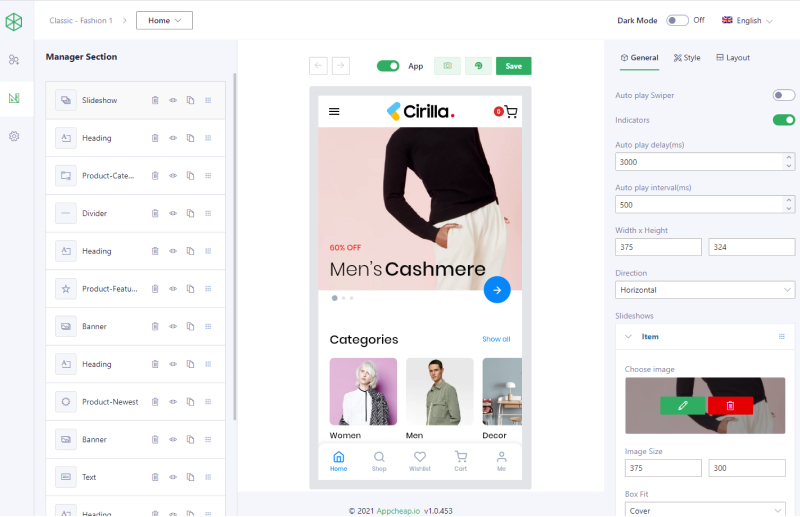 Classic - Fashion 1
Home
Dark Mode
Off
English
Manager Section
Slideshow
Heading
Product-Cate...
Divider
Heading
Product-Featu...
Banner
Heading
Product-Newest
Banner
Text
Heading
App
Save
Cirilla.
0
60% OFF
Men's Cashmere
Categories
Show all
Women
Men
Decor
Home
Shop
Wishlist
Cart
Me
© 2021 Appcheap.io v1.0.453
General
Style
Layout
Auto play Swiper
Indicators
Auto play delay(ms)
3000
Auto play interval(ms)
500
Width x Height
375
324
Direction
Horizontal
Slideshows
Item
Choose image
Image Size
375
300
Box Fit
Cover